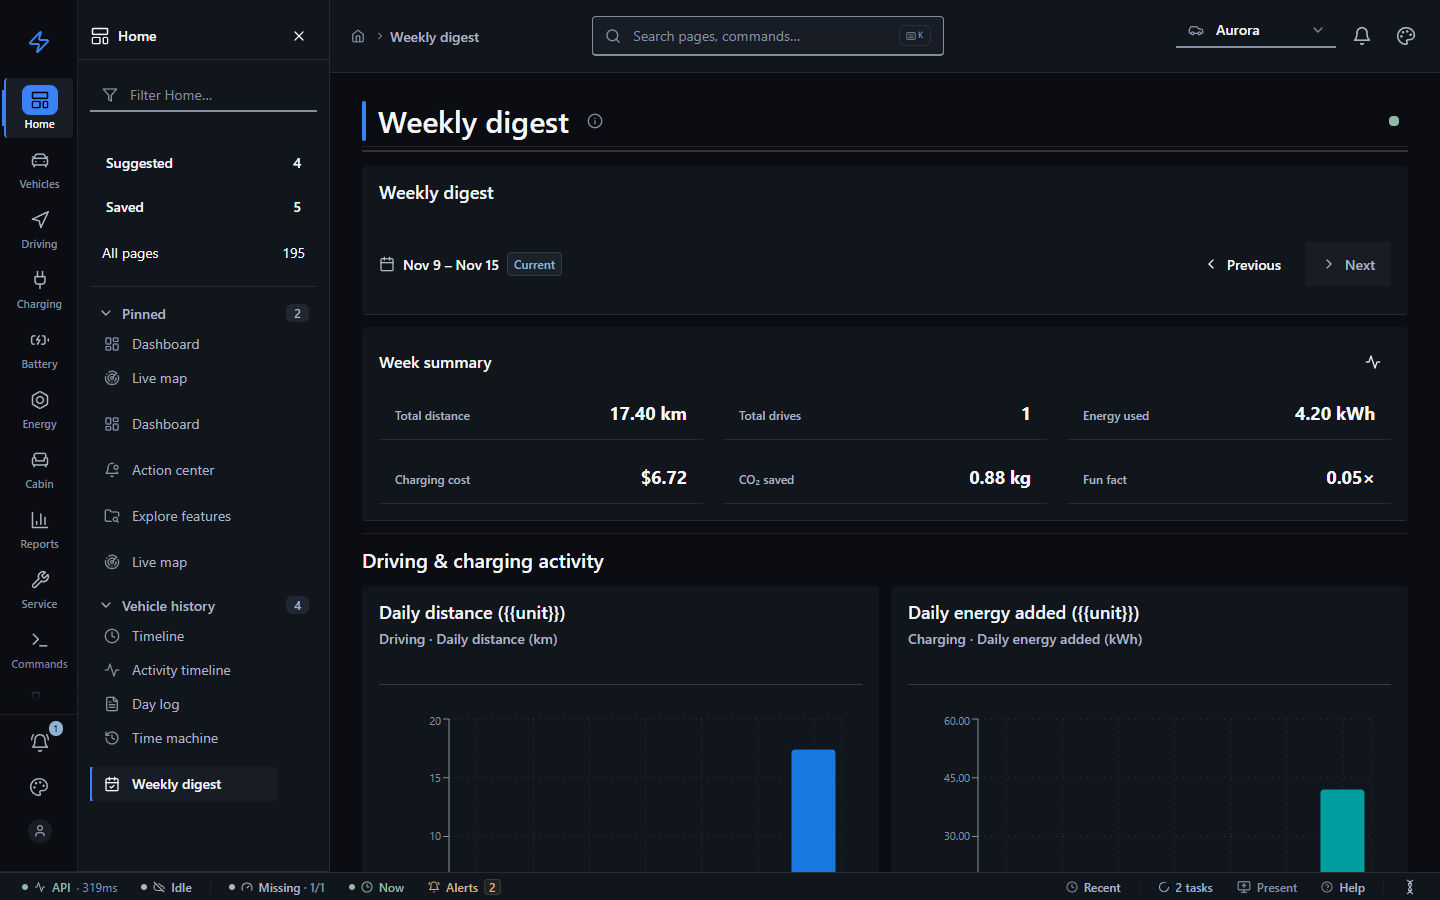 Home
Vehicles
Driving
Charging
Battery
Energy
Cabin
Reports
Service
Commands
1
Home
Filter Home...
Suggested 4
Saved 5
All pages 195
Pinned 2
Dashboard
Live map
Dashboard
Action center
Explore features
Live map
Vehicle history 4
Timeline
Activity timeline
Day log
Time machine
Weekly digest
Weekly digest
Search pages, commands...
K
Aurora
Weekly digest
Weekly digest
Nov 9 – Nov 15 Current
Previous
Next
Week summary
Total distance 17.40 km
Total drives 1
Energy used 4.20 kWh
Charging cost $6.72
CO₂ saved 0.88 kg
Fun fact 0.05×
Driving & charging activity
Daily distance ({{unit}})
Driving · Daily distance (km)
20
15
10
Daily energy added ({{unit}})
Charging · Daily energy added (kWh)
60.00
45.00
30.00
API · 319ms
Idle
Missing · 1/1
Now
Alerts 2
Recent
2 tasks
Present
Help